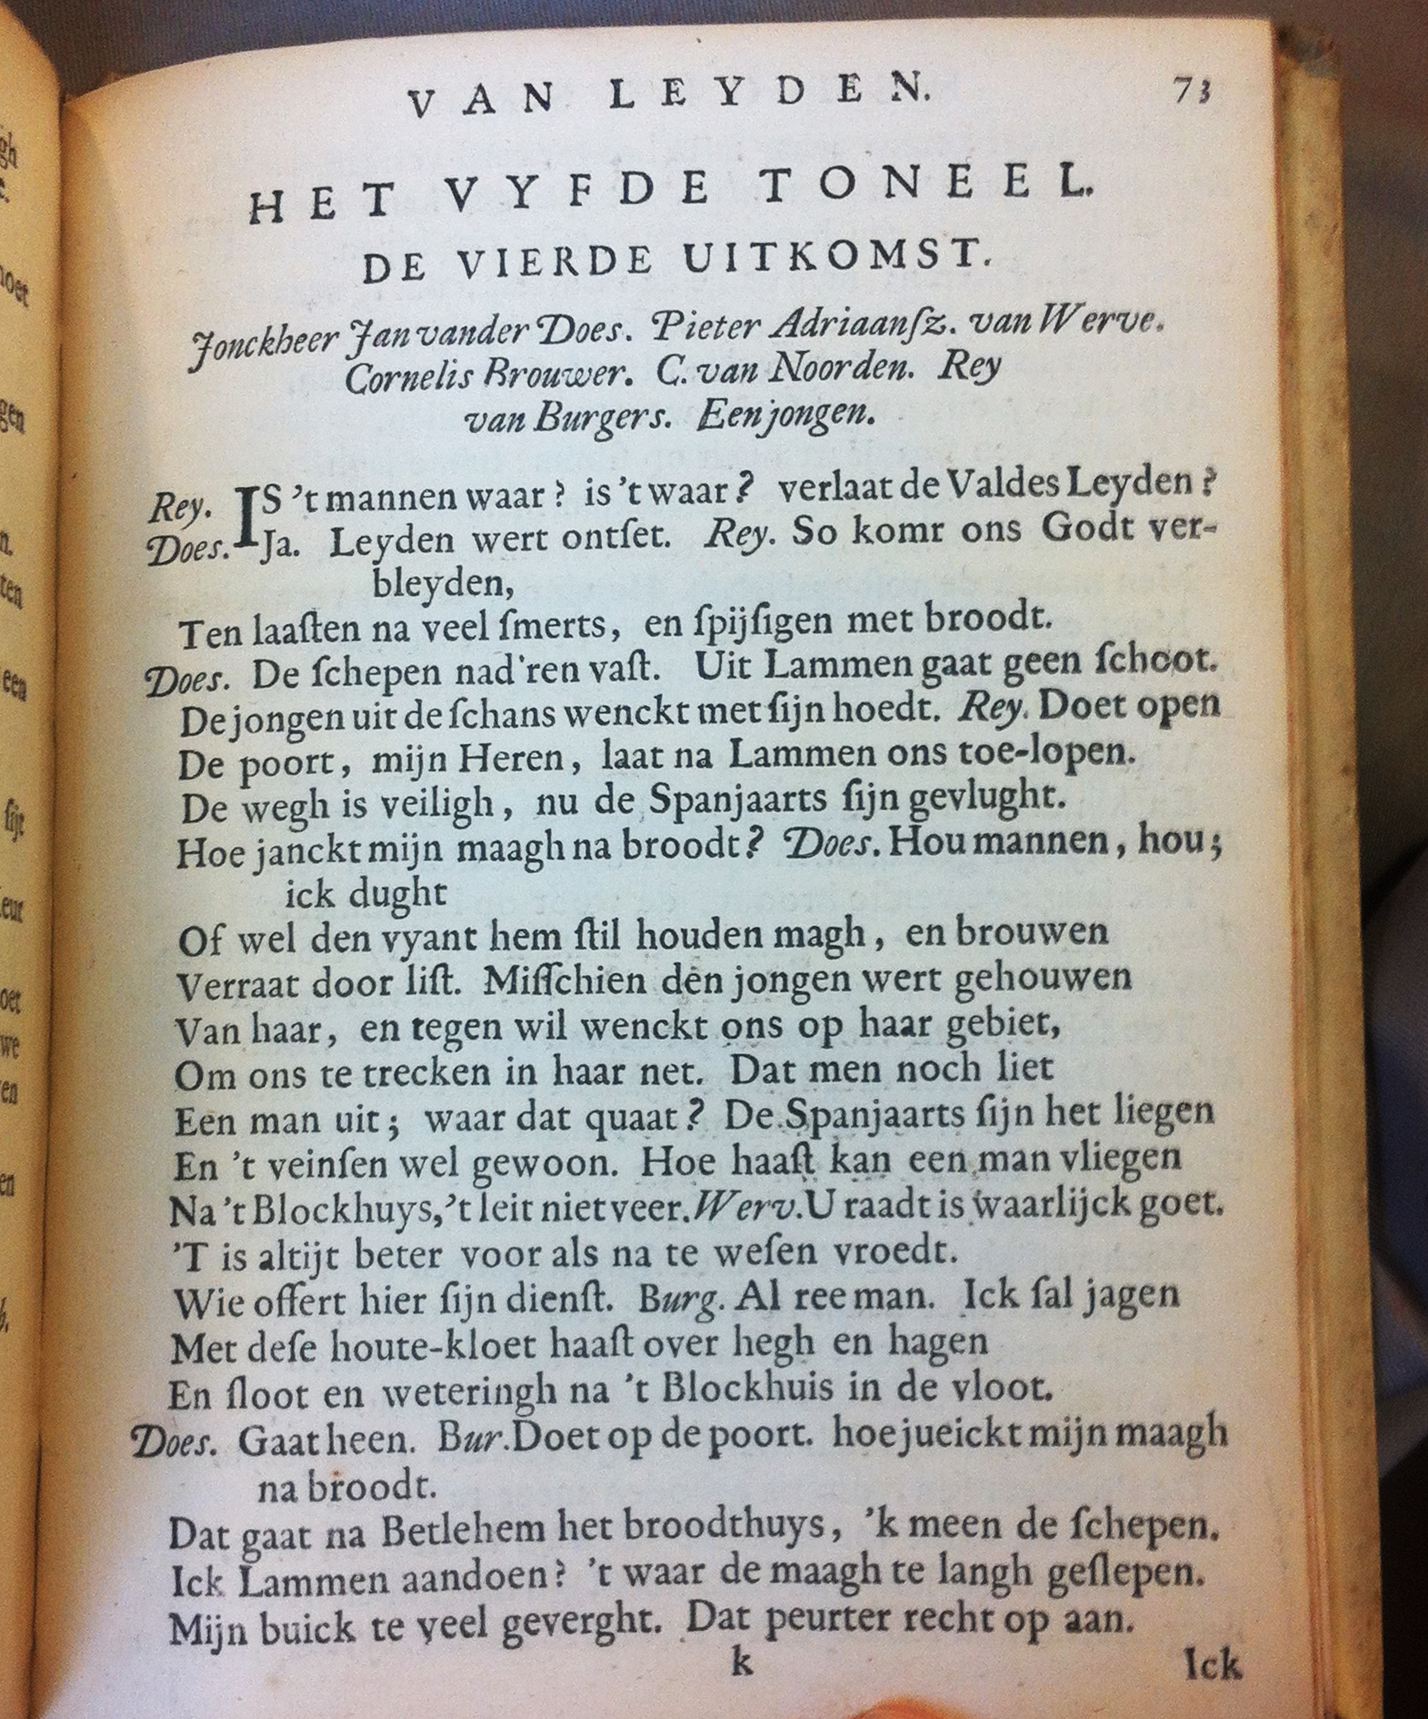 VAN LEYDEN. 73
HET VYFDE TONEEL.
DE VIERDE UITKOMST.
Jonckheer Jan vander Does. Pieter Adriaanſz. van Werve.
Cornelis Brouwer. C. van Noorden. Rey
van Burgers. Een jongen.
Rey. IS 't mannen waar? is 't waar? verlaat de Valdes Leyden?
Does. Ja. Leyden wert ontſet. Rey. So komr ons Godt ver-
bleyden,
Ten laaſten na veel ſmerts, en ſpijſigen met broodt.
Does. De ſchepen nad'ren vaſt. Uit Lammen gaat geen ſchoot.
De jongen uit de ſchans wenckt met ſijn hoedt. Rey. Doet open
De poort, mijn Heren, laat na Lammen ons toe-lopen.
De wegh is veiligh, nu de Spanjaarts ſijn gevlught.
Hoe janckt mijn maagh na broodt? Does. Hou mannen, hou;
ick dught
Of wel den vyant hem ſtil houden magh, en brouwen
Verraat door liſt. Miſſchien den jongen wert gehouwen
Van haar, en tegen wil wenckt ons op haar gebiet,
Om ons te trecken in haar net. Dat men noch liet
Een man uit; waar dat quaat? De Spanjaarts ſijn het liegen
En 't veinſen wel gewoon. Hoe haaſt kan een man vliegen
Na 't Blockhuys, 't leit niet veer. Werv. U raadt is waarlijck goet.
'T is altijt beter voor als na te weſen vroedt.
Wie offert hier ſijn dienſt. Burg. Al ree man. Ick ſal jagen
Met deſe houte-kloet haaſt over hegh en hagen
En ſloot en weteringh na 't Blockhuis in de vloot.
Does. Gaat heen. Bur. Doet op de poort. hoe jueickt mijn maagh
na broodt.
Dat gaat na Betlehem het broodthuys, 'k meen de ſchepen.
Ick Lammen aandoen? 't waar de maagh te langh geſlepen.
Mijn buick te veel geverght. Dat peurter recht op aan.
k Ick